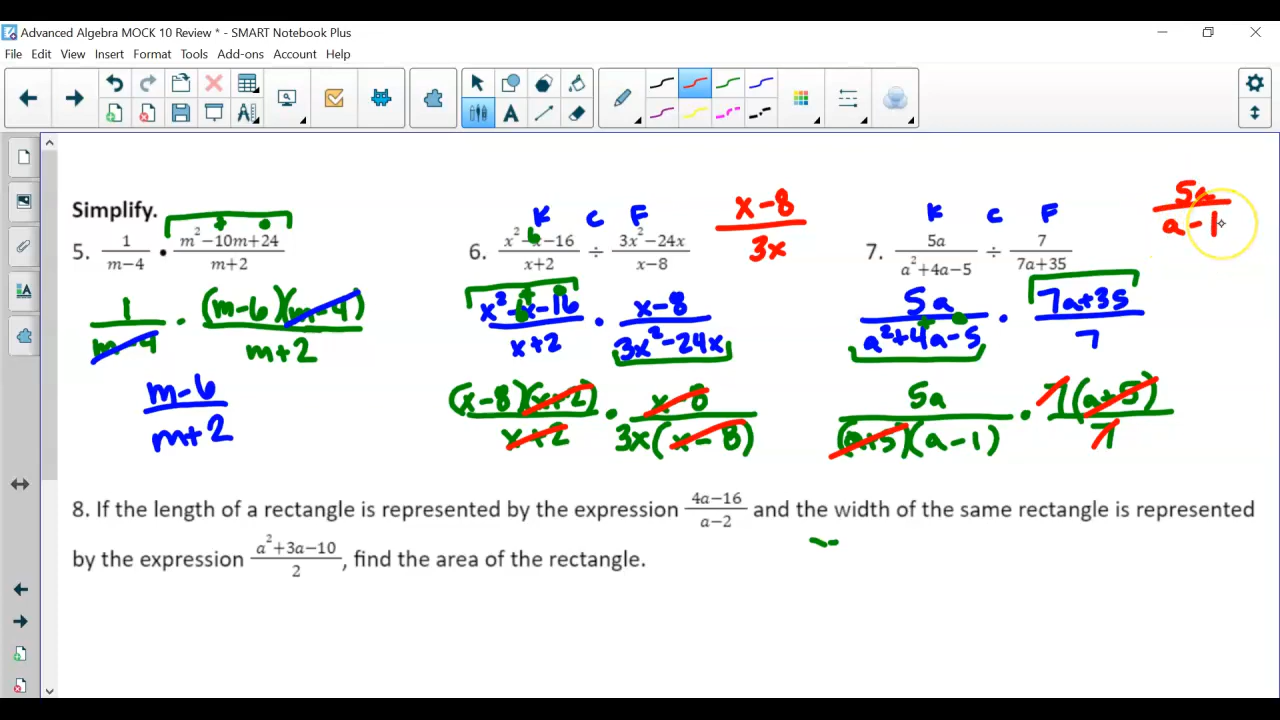 Advanced Algebra MOCK 10 Review * - SMART Notebook Plus
File Edit View Insert Format Tools Add-ons Account Help
Simplify.
5. 1/(m−4) • (m²−10m+24)/(m+2)
1/(m-4) · (m-6)(m-4)/(m+2)
(m-6)/(m+2)
K C F
6. (x²−6x−16)/(x+2) ÷ (3x²−24x)/(x−8)
(x-8)/(3x)
(x²-6x-16)/(x+2) · (x-8)/(3x²-24x)
(x-8)(x+2)/(x+2) · (x-8)/(3x(x-8))
K C F
7. 5a/(a²+4a−5) ÷ 7/(7a+35)
5a/(a-1)
5a/(a²+4a-5) · (7a+35)/7
5a/((a+5)(a-1)) · 7(a+5)/7
8. If the length of a rectangle is represented by the expression (4a−16)/(a−2) and the width of the same rectangle is represented
by the expression (a²+3a−10)/2, find the area of the rectangle.